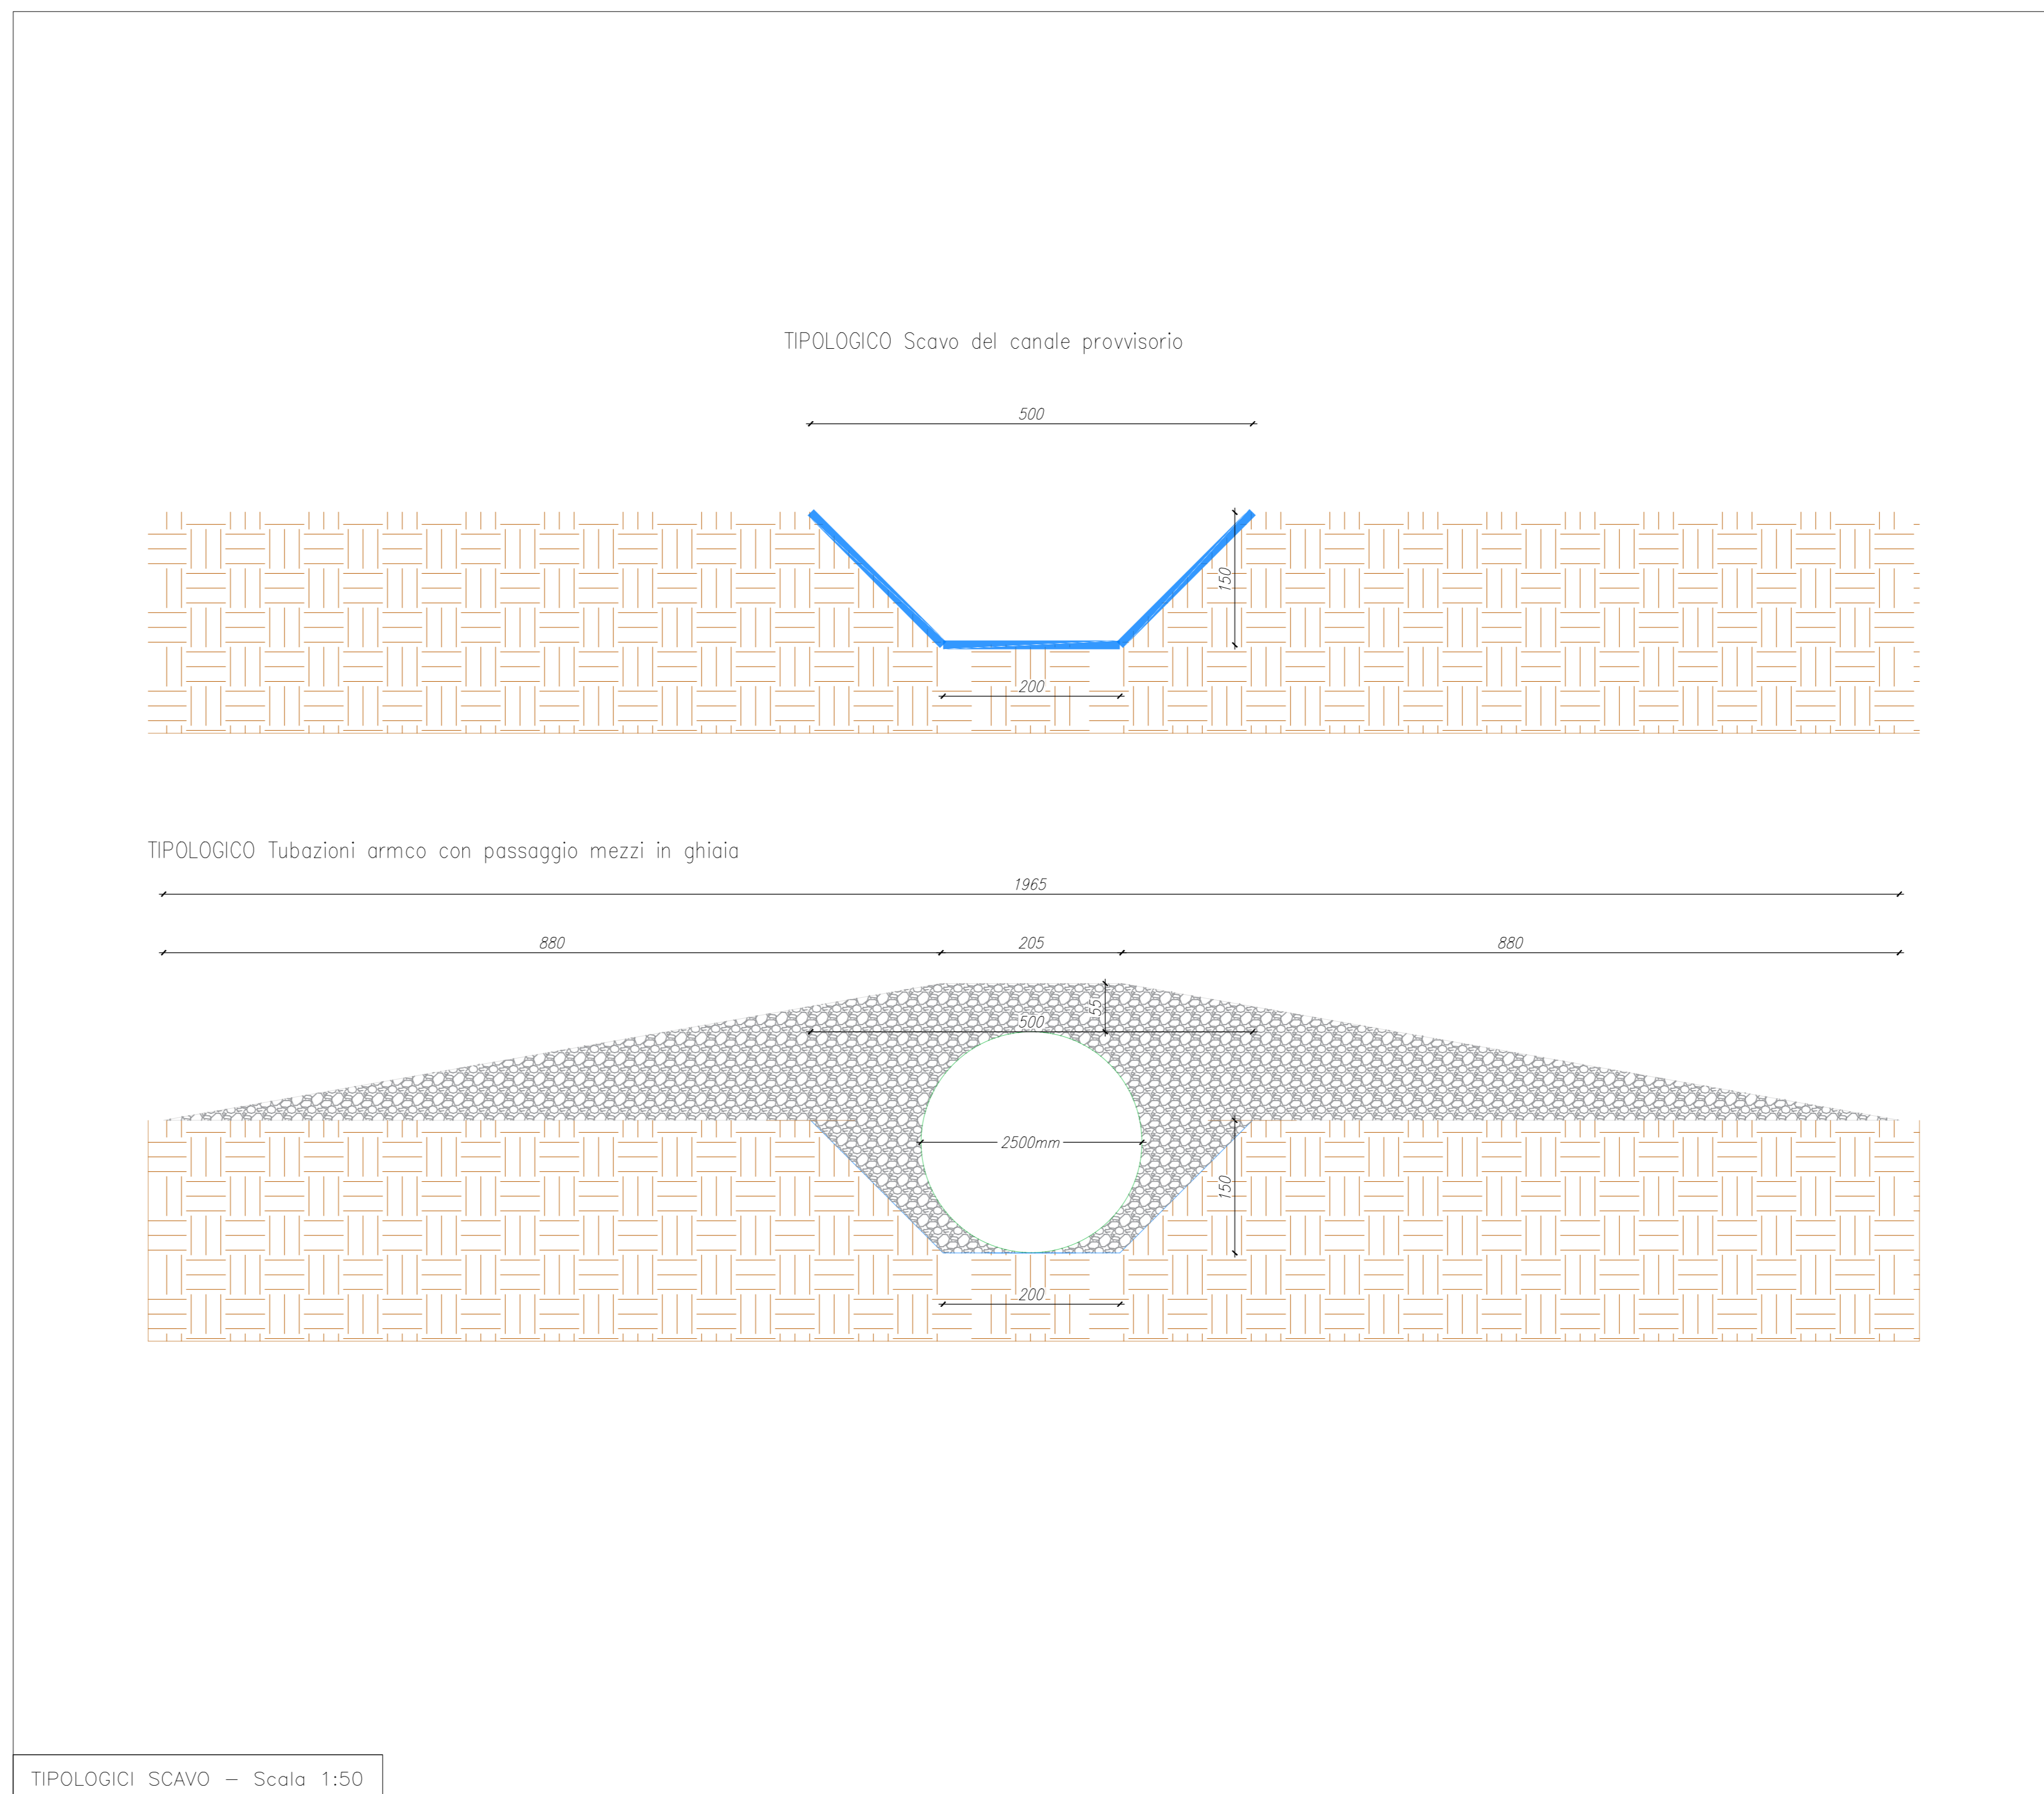 TIPOLOGICO Scavo del canale provvisorio
500
150
200
TIPOLOGICO Tubazioni armco con passaggio mezzi in ghiaia
1965
880 205 880
550
500
2500mm
150
200
TIPOLOGICI SCAVO - Scala 1:50